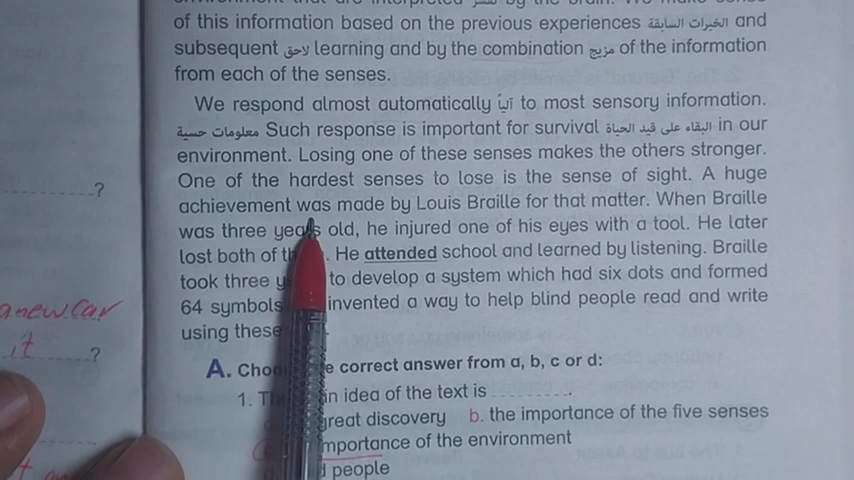 of this information based on the previous experiences الخبرات السابقة and
subsequent لاحق learning and by the combination مزيج of the information
from each of the senses.
We respond almost automatically آلياً to most sensory information.
معلومات حسية Such response is important for survival البقاء على قيد الحياة in our
environment. Losing one of these senses makes the others stronger.
One of the hardest senses to lose is the sense of sight. A huge
achievement was made by Louis Braille for that matter. When Braille
was three years old, he injured one of his eyes with a tool. He later
lost both of . He attended school and learned by listening. Braille
took three to develop a system which had six dots and formed
64 symbols invented a way to help blind people read and write
using these
A. correct answer from a, b, c or d:
1. in idea of the text is ..........
great discovery b. the importance of the five senses
importance of the environment
people
a new car
it ..........?
..........?